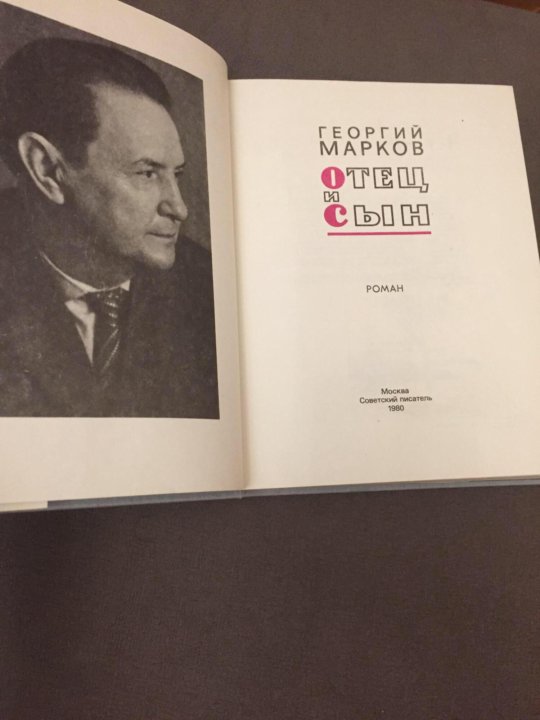 ГЕОРГИЙ
МАРКОВ
ОТЕЦ
И
СЫН
РОМАН
Москва
Советский писатель
1980